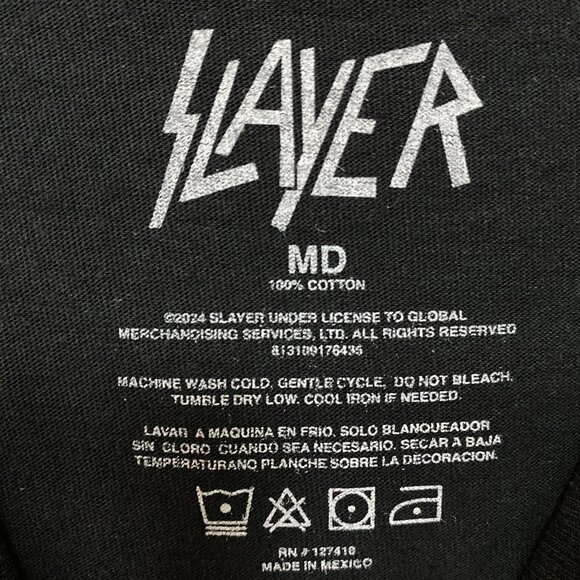 SLAYER
MD
100% COTTON
©2024 SLAYER UNDER LICENSE TO GLOBAL
MERCHANDISING SERVICES, LTD. ALL RIGHTS RESERVED
813109176435
MACHINE WASH COLD, GENTLE CYCLE, DO NOT BLEACH.
TUMBLE DRY LOW. COOL IRON IF NEEDED.
LAVAR A MAQUINA EN FRIO. SOLO BLANQUEADOR
SIN CLORO CUANDO SEA NECESARIO. SECAR A BAJA
TEMPERATURANO PLANCHE SOBRE LA DECORACION.
RN # 127410
MADE IN MEXICO